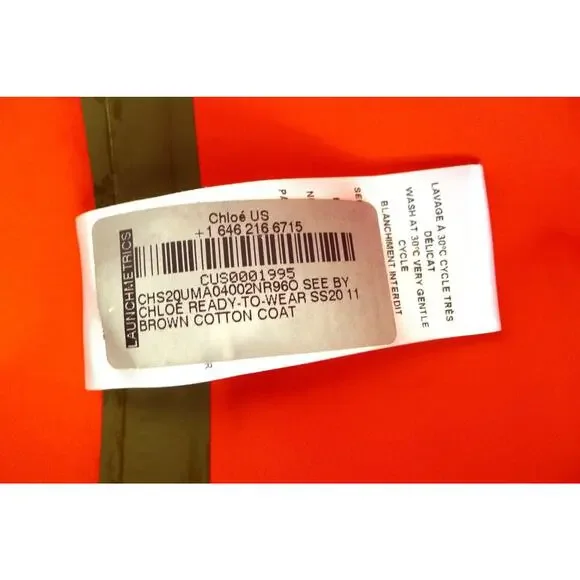 LAUNCHMETRICS
Chloé US
+1 646 216 6715
CUS0001995
CHS20UMA04002NR96O SEE BY
CHLOÉ READY-TO-WEAR SS20 11
BROWN COTTON COAT
LAVAGE À 30°C CYCLE TRÈS
DÉLICAT
WASH AT 30°C VERY GENTLE
CYCLE
BLANCHIMENT INTERDIT